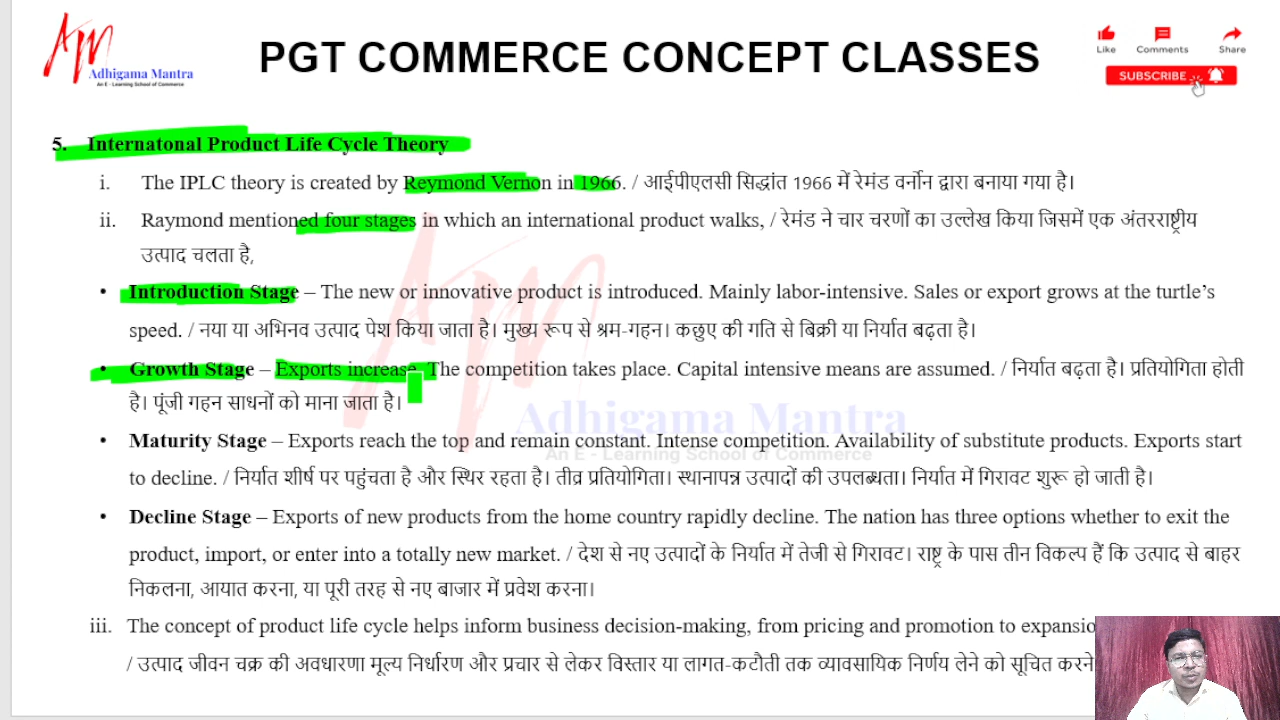 Adhigama Mantra
An E - Learning School of Commerce
PGT COMMERCE CONCEPT CLASSES
Like Comments Share
SUBSCRIBE
5. Internatonal Product Life Cycle Theory
i. The IPLC theory is created by Reymond Vernon in 1966. / आईपीएलसी सिद्धांत 1966 में रेमंड वर्नोन द्वारा बनाया गया है।
ii. Raymond mentioned four stages in which an international product walks, / रेमंड ने चार चरणों का उल्लेख किया जिसमें एक अंतरराष्ट्रीय
उत्पाद चलता है,
• Introduction Stage – The new or innovative product is introduced. Mainly labor-intensive. Sales or export grows at the turtle's
speed. / नया या अभिनव उत्पाद पेश किया जाता है। मुख्य रूप से श्रम-गहन। कछुए की गति से बिक्री या निर्यात बढ़ता है।
• Growth Stage – Exports increase. The competition takes place. Capital intensive means are assumed. / निर्यात बढ़ता है। प्रतियोगिता होती
है। पूंजी गहन साधनों को माना जाता है।
Adhigama Mantra
• Maturity Stage – Exports reach the top and remain constant. Intense competition. Availability of substitute products. Exports start
An E - Learning School of Commerce
to decline. / निर्यात शीर्ष पर पहुंचता है और स्थिर रहता है। तीव्र प्रतियोगिता। स्थानापन्न उत्पादों की उपलब्धता। निर्यात में गिरावट शुरू हो जाती है।
• Decline Stage – Exports of new products from the home country rapidly decline. The nation has three options whether to exit the
product, import, or enter into a totally new market. / देश से नए उत्पादों के निर्यात में तेजी से गिरावट। राष्ट्र के पास तीन विकल्प हैं कि उत्पाद से बाहर
निकलना, आयात करना, या पूरी तरह से नए बाजार में प्रवेश करना।
iii. The concept of product life cycle helps inform business decision-making, from pricing and promotion to
/ उत्पाद जीवन चक्र की अवधारणा मूल्य निर्धारण और प्रचार से लेकर विस्तार या लागत-कटौती तक व्यावसायिक निर्णय लेने को सूचित करने